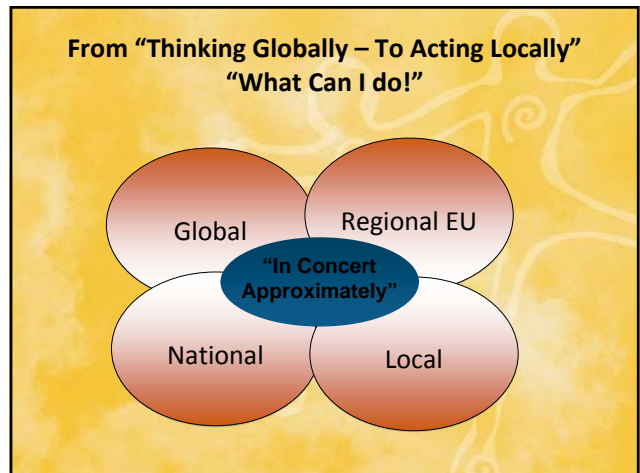 From “Thinking Globally – To Acting Locally”
“What Can I do!”
Global
Regional EU
“In Concert
Approximately”
National
Local